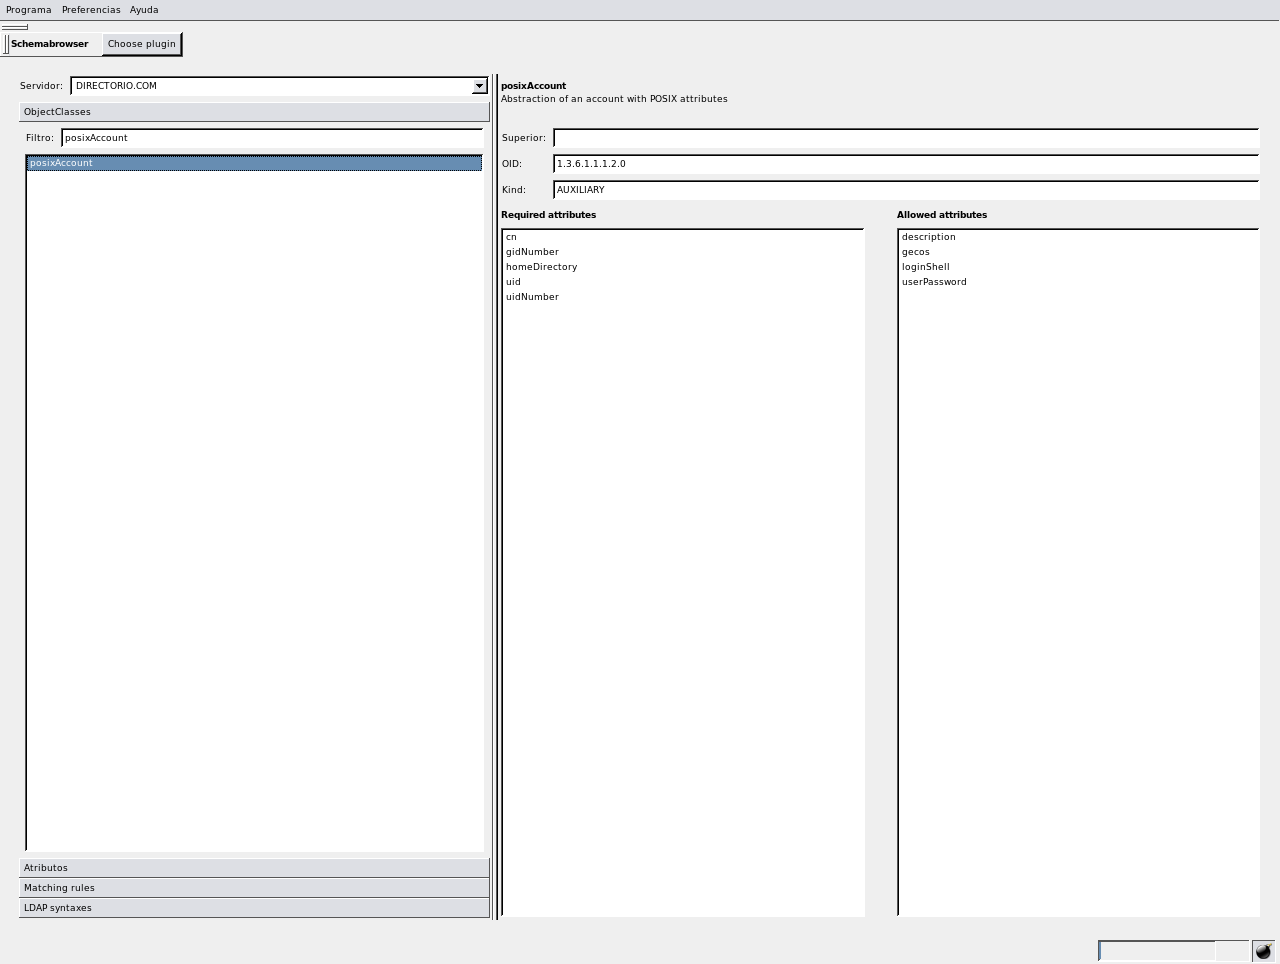 Programa Preferencias Ayuda
Schemabrowser Choose plugin
Servidor: DIRECTORIO.COM
ObjectClasses
Filtro: posixAccount
posixAccount
Atributos
Matching rules
LDAP syntaxes
posixAccount
Abstraction of an account with POSIX attributes
Superior:
OID: 1.3.6.1.1.1.2.0
Kind: AUXILIARY
Required attributes
cn
gidNumber
homeDirectory
uid
uidNumber
Allowed attributes
description
gecos
loginShell
userPassword